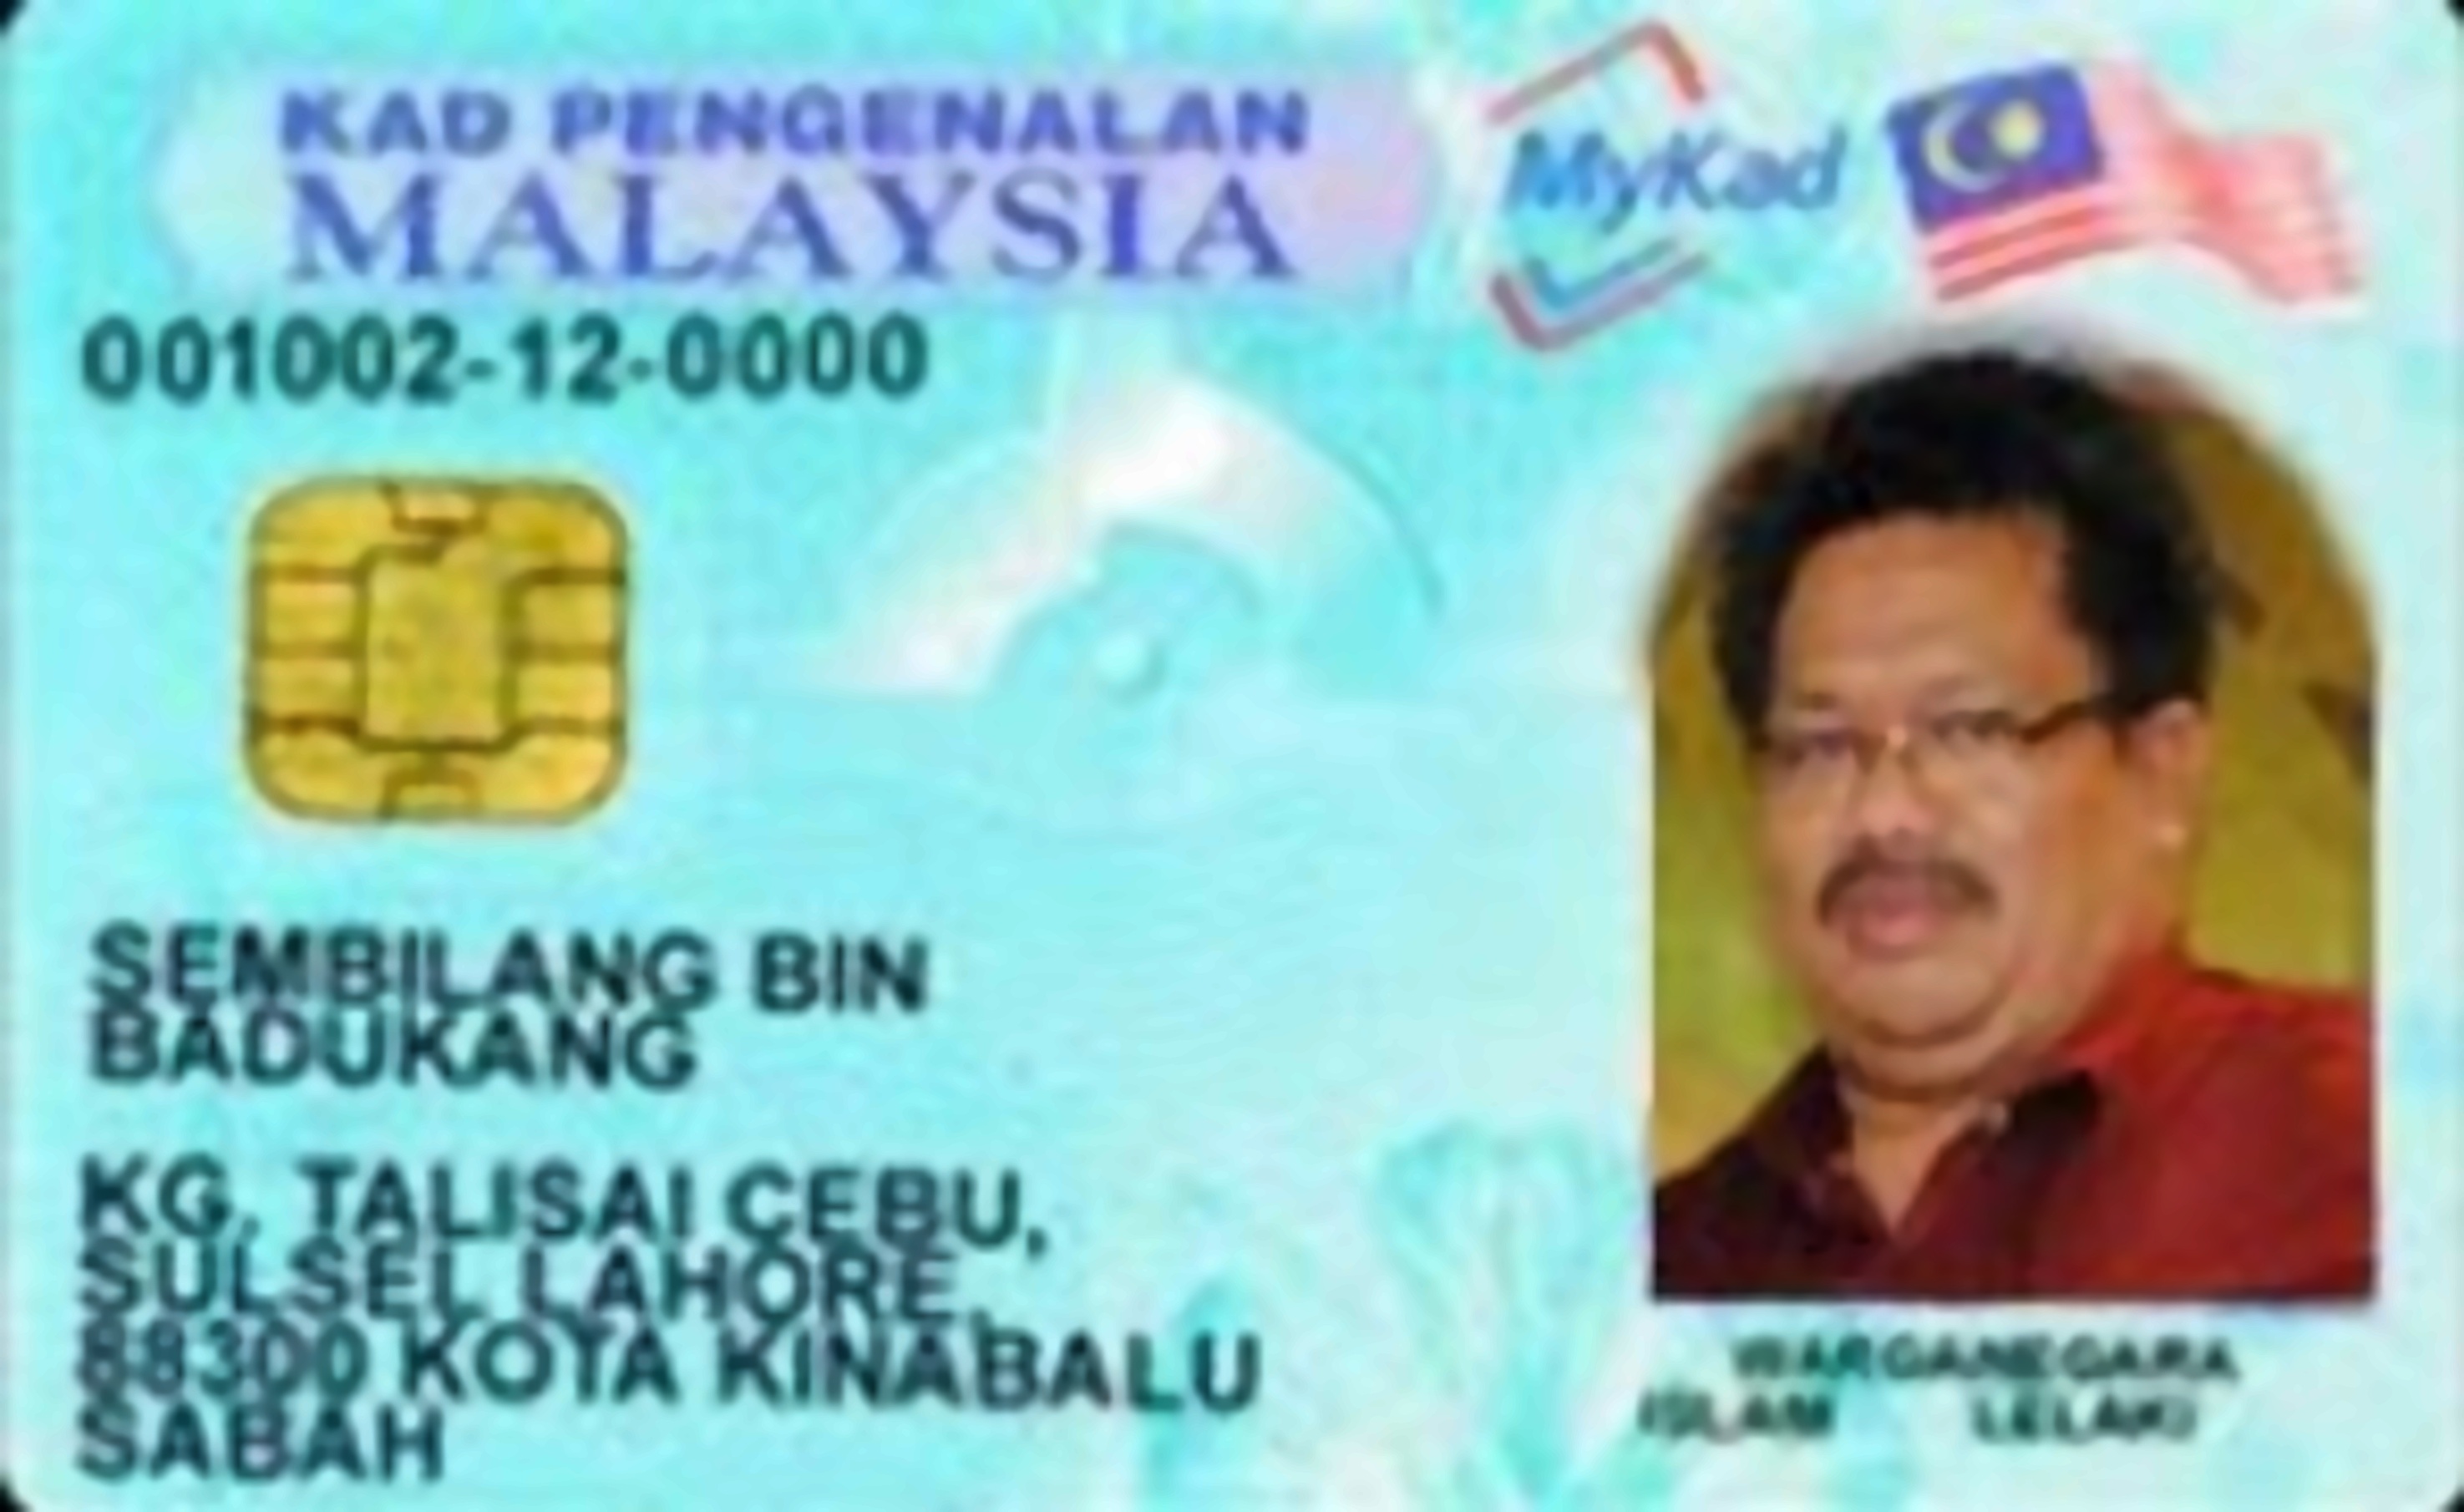 KAD PENGENALAN
MALAYSIA
MyKad
001002-12-0000
SEMBILANG BIN
BADUKANG
KG. TALISAI CEBU,
SULSEL LAHORE,
88300 KOTA KINABALU
SABAH
WARGANEGARA
ISLAM LELAKI